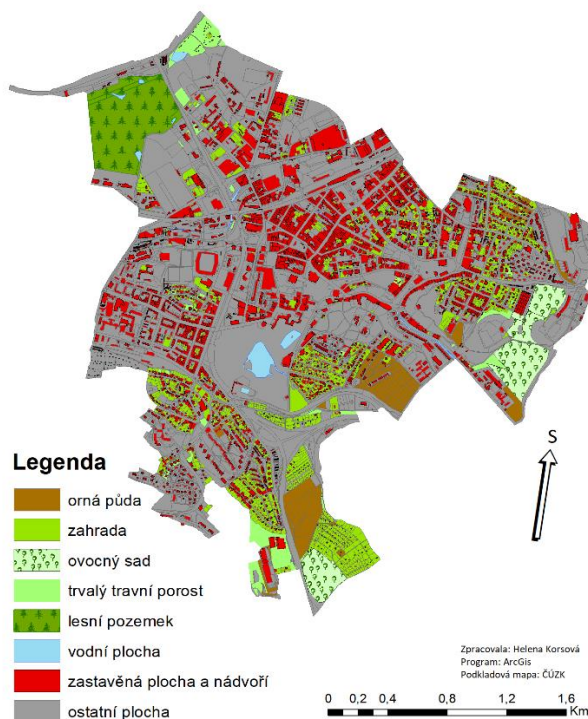 S
Legenda
orná půda
zahrada
ovocný sad
trvalý travní porost
lesní pozemek
vodní plocha
zastavěná plocha a nádvoří
ostatní plocha
Zpracovala: Helena Korsová
Program: ArcGis
Podkladová mapa: ČÚZK
0 0,2 0,4 0,8 1,2 1,6
Km